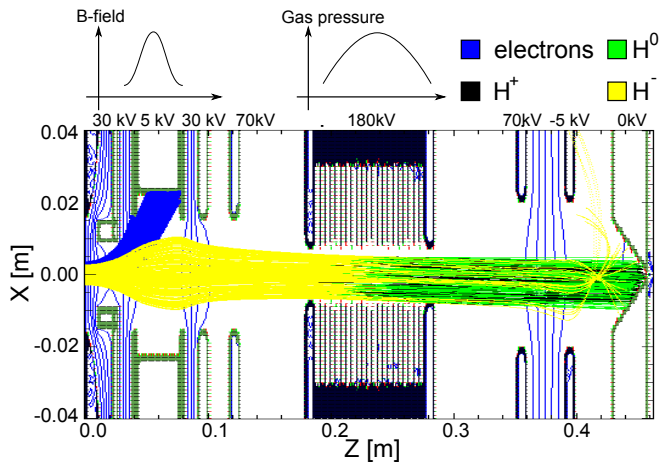 B-field
Gas pressure
electrons
H⁰
H⁺
H⁻
30 kV 5 kV 30 kV 70kV 180kV 70kV -5 kV 0kV
0.04
0.02
0.00
-0.02
-0.04
X [m]
0.0 0.1 0.2 0.3 0.4
Z [m]